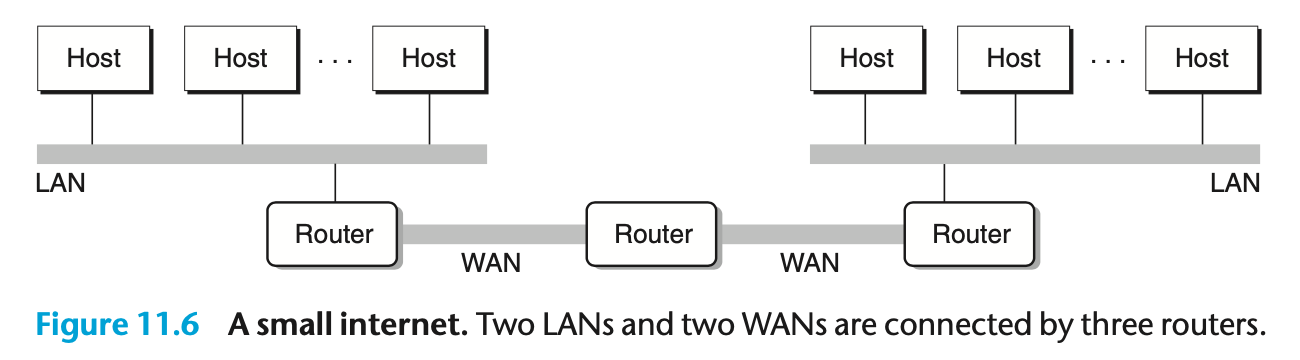 Host Host . . . Host Host Host . . . Host
LAN LAN
Router Router Router
WAN WAN
Figure 11.6 A small internet. Two LANs and two WANs are connected by three routers.